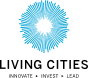 LIVING CITIES
INNOVATE • INVEST • LEAD